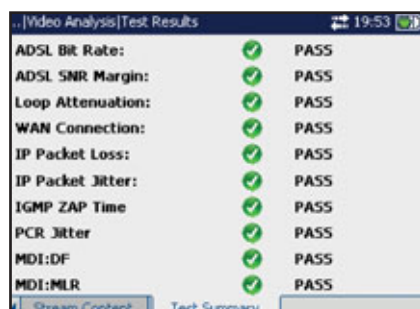 ..|Video Analysis|Test Results 19:53
ADSL Bit Rate: PASS
ADSL SNR Margin: PASS
Loop Attenuation: PASS
WAN Connection: PASS
IP Packet Loss: PASS
IP Packet Jitter: PASS
IGMP ZAP Time PASS
PCR Jitter PASS
MDI:DF PASS
MDI:MLR PASS
Stream Content Test Summary